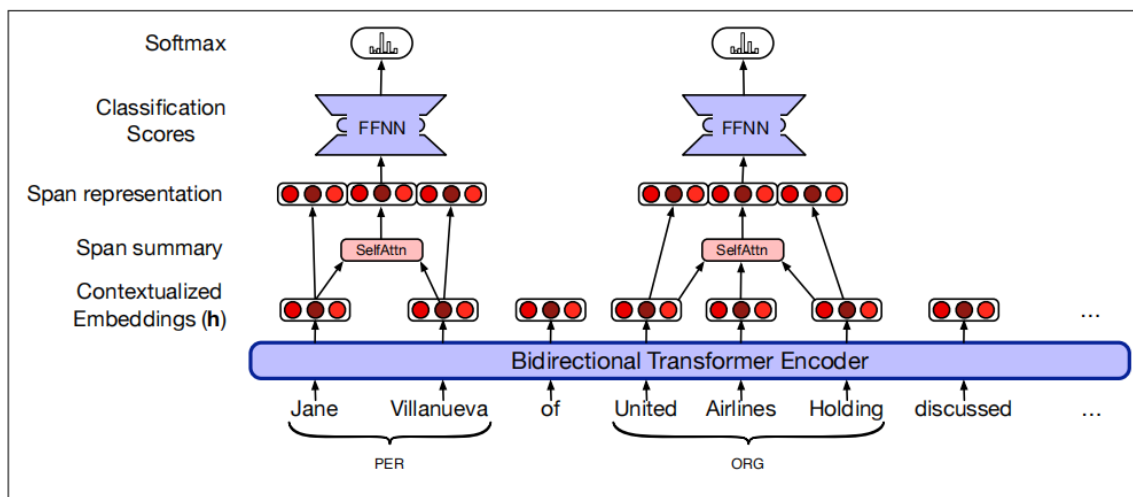 Softmax
Classification
Scores
FFNN
FFNN
Span representation
Span summary
SelfAttn
SelfAttn
Contextualized
Embeddings (h)
...
Bidirectional Transformer Encoder
Jane Villanueva of United Airlines Holding discussed ...
PER
ORG